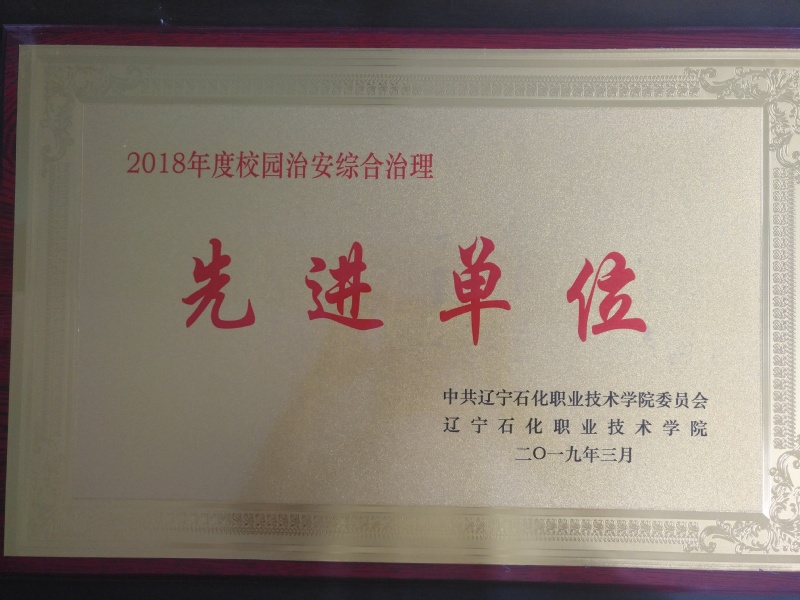 2018年度校园治安综合治理
先进单位
中共辽宁石化职业技术学院委员会
辽宁石化职业技术学院
二〇一九年三月